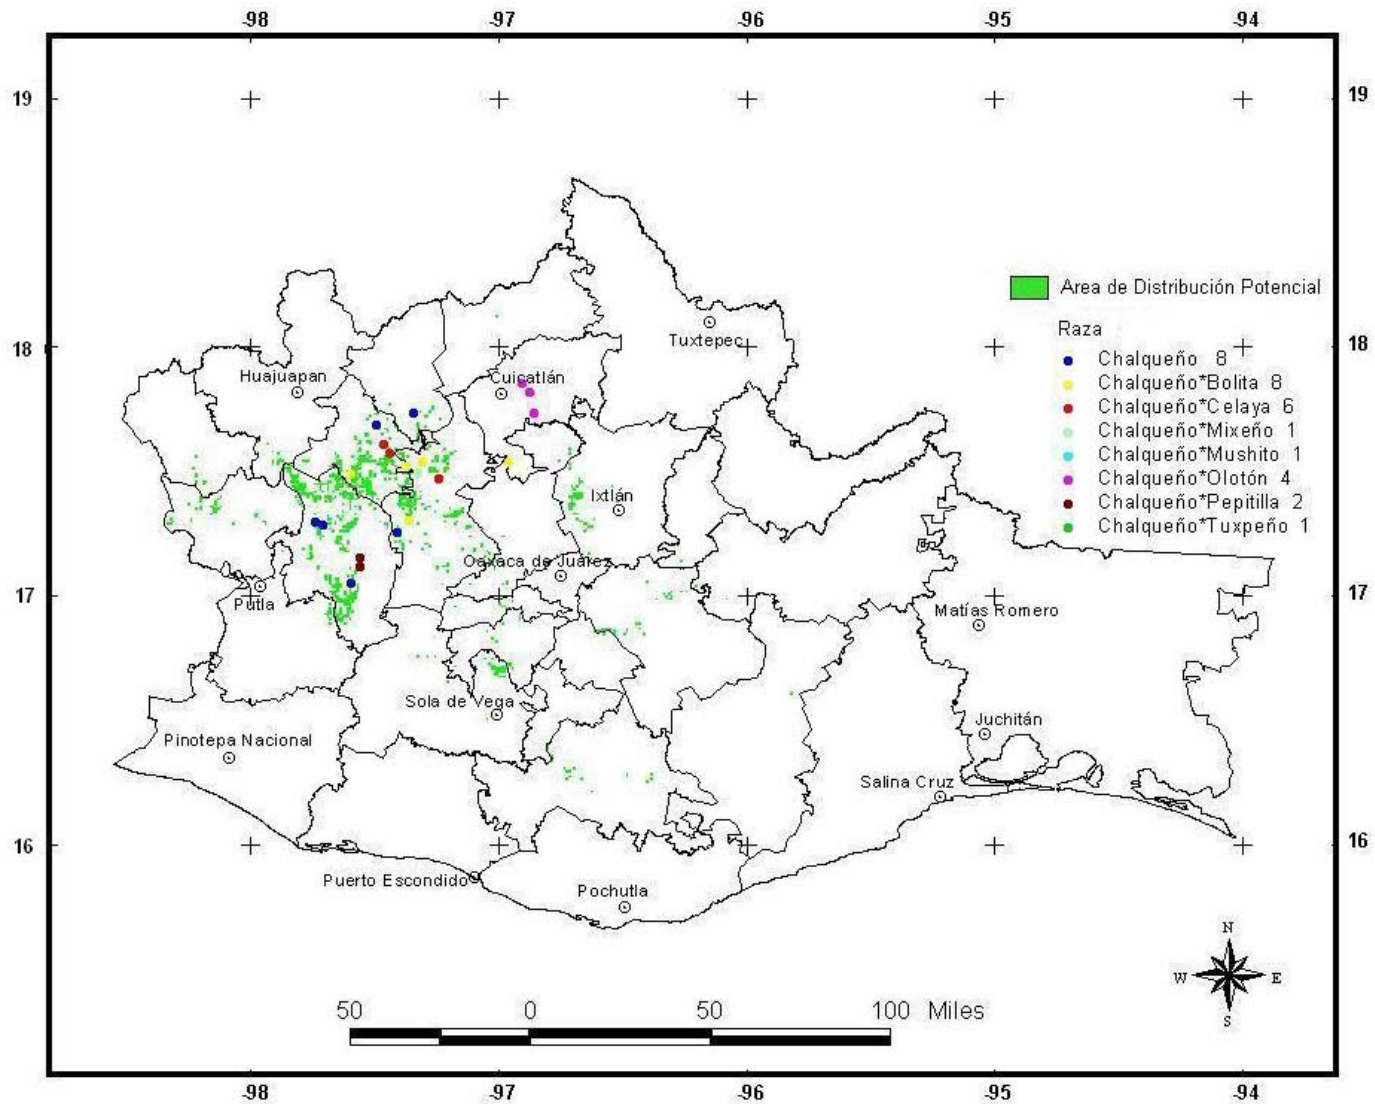 -98 -97 -96 -95 -94
19 19
Area de Distribución Potencial
Raza
Tuxtepec
18 18
Chalqueño 8
Huajuapan
Cuicatlán
Chalqueño*Bolita 8
Chalqueño*Celaya 6
Chalqueño*Mixeño 1
Chalqueño*Mushito 1
Chalqueño*Olotón 4
Ixtlán
Chalqueño*Pepitilla 2
Chalqueño*Tuxpeño 1
Oaxaca de Juárez
17 17
Putla
Matías Romero
Sola de Vega
Juchitán
Pinotepa Nacional
Salina Cruz
16 16
Puerto Escondido
Pochutla
N
W E
S
50 0 50 100 Miles
-98 -97 -96 -95 -94